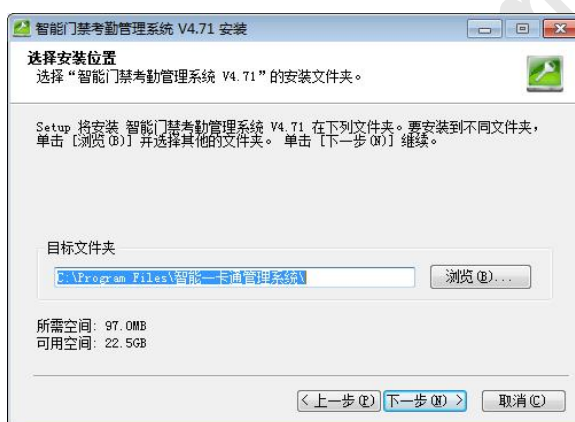 智能门禁考勤管理系统 V4.71 安装
选择安装位置
选择“智能门禁考勤管理系统 V4.71”的安装文件夹。
Setup 将安装 智能门禁考勤管理系统 V4.71 在下列文件夹。要安装到不同文件夹，
单击 [浏览(B)] 并选择其他的文件夹。 单击 [下一步(N)] 继续。
目标文件夹
C:\Program Files\智能一卡通管理系统\
浏览(B)...
所需空间: 97.0MB
可用空间: 22.5GB
< 上一步(P) 下一步(N) > 取消(C)